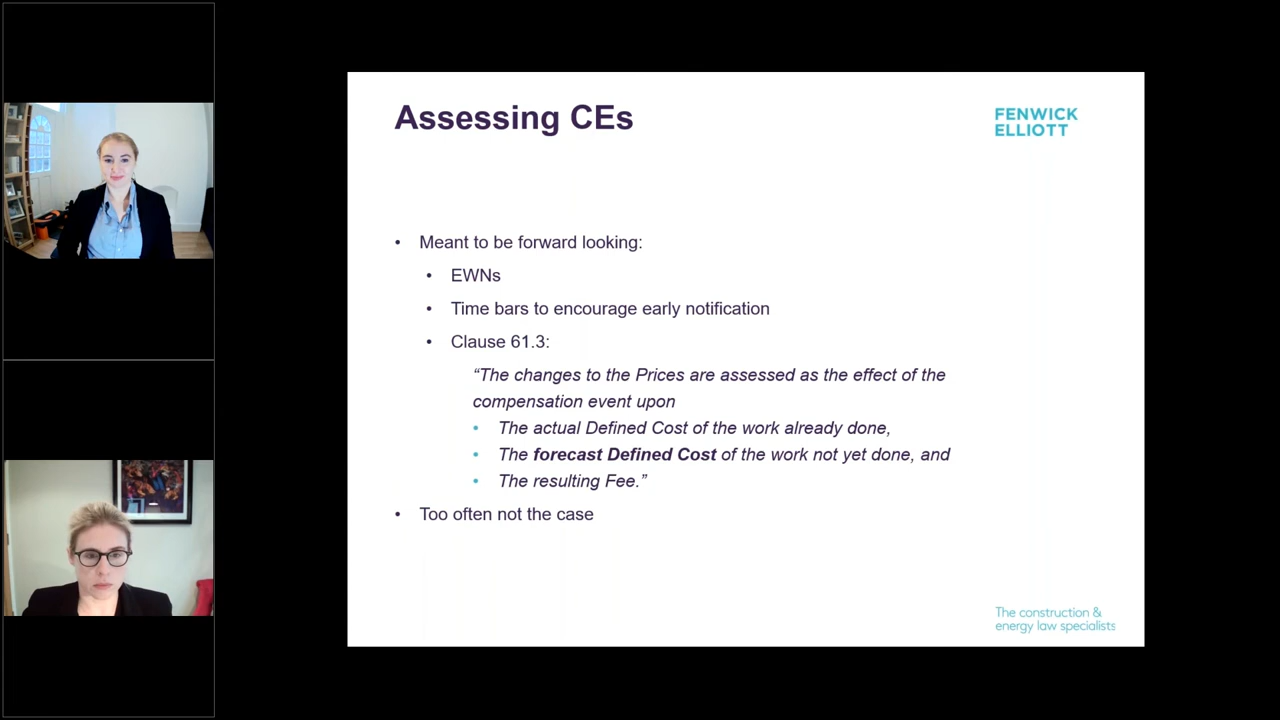 Assessing CEs
FENWICK
ELLIOTT
• Meant to be forward looking:
• EWNs
• Time bars to encourage early notification
• Clause 61.3:
“The changes to the Prices are assessed as the effect of the
compensation event upon
• The actual Defined Cost of the work already done,
• The forecast Defined Cost of the work not yet done, and
• The resulting Fee.”
• Too often not the case
The construction &
energy law specialists